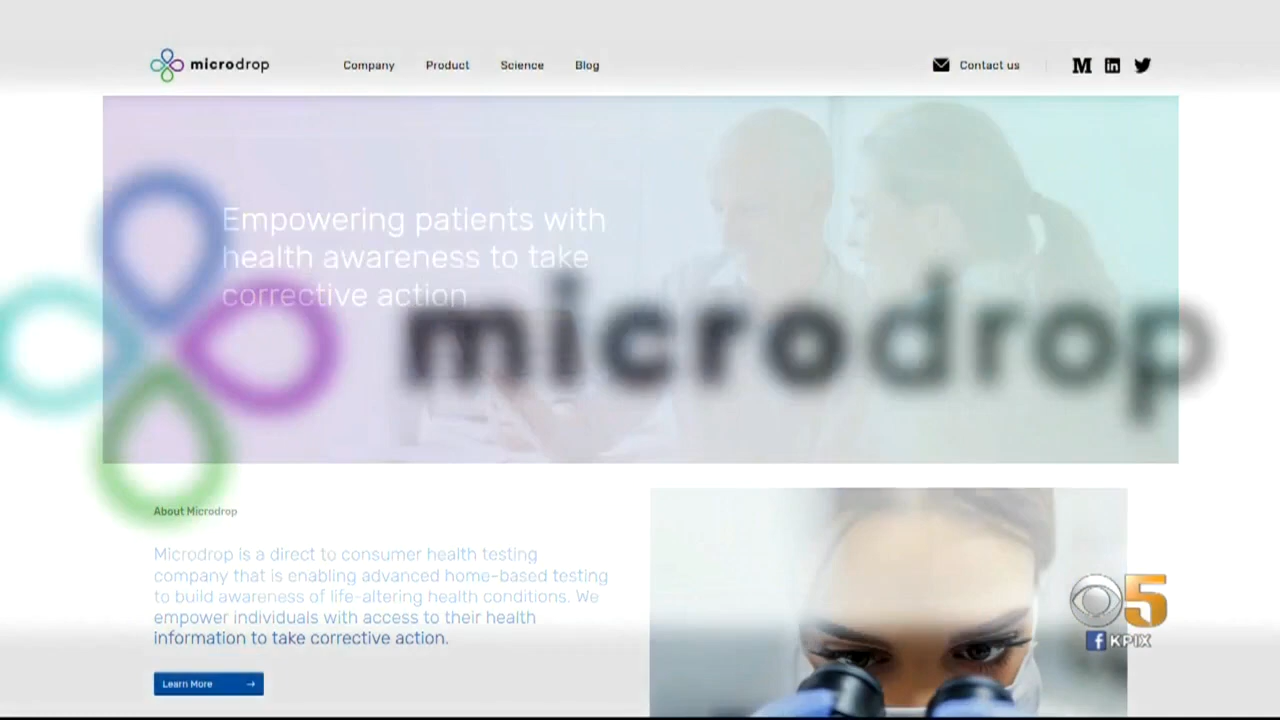 microdrop
Company
Product
Science
Blog
Contact us
M
in
Empowering patients with
health awareness to take
corrective action
microdrop
About Microdrop
Microdrop is a direct to consumer health testing
company that is enabling advanced home-based testing
to build awareness of life-altering health conditions. We
empower individuals with access to their health
information to take corrective action.
Learn More →
5
f KPIX